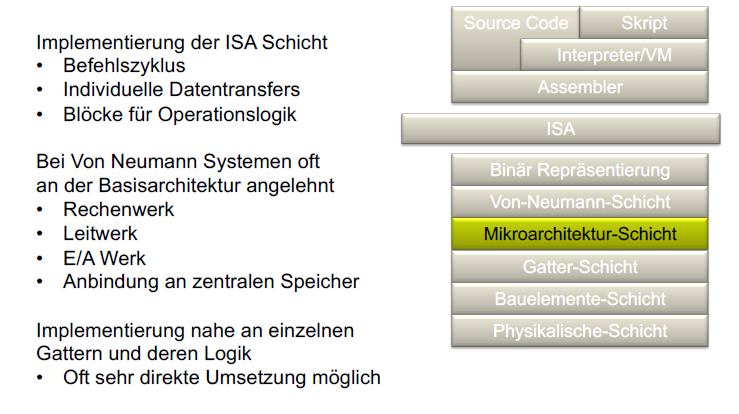 Implementierung der ISA Schicht
• Befehlszyklus
• Individuelle Datentransfers
• Blöcke für Operationslogik
Bei Von Neumann Systemen oft
an der Basisarchitektur angelehnt
• Rechenwerk
• Leitwerk
• E/A Werk
• Anbindung an zentralen Speicher
Implementierung nahe an einzelnen
Gattern und deren Logik
• Oft sehr direkte Umsetzung möglich
Source Code
Skript
Interpreter/VM
Assembler
ISA
Binär Repräsentierung
Von-Neumann-Schicht
Mikroarchitektur-Schicht
Gatter-Schicht
Bauelemente-Schicht
Physikalische-Schicht